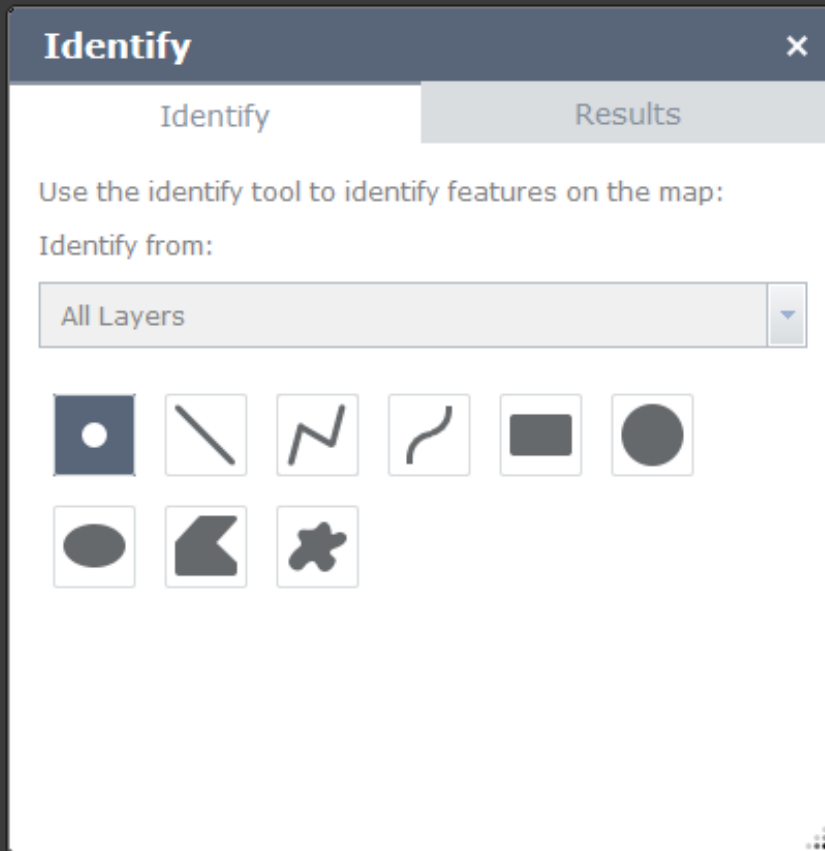 Identify
Identify
Results
Use the identify tool to identify features on the map:
Identify from:
All Layers